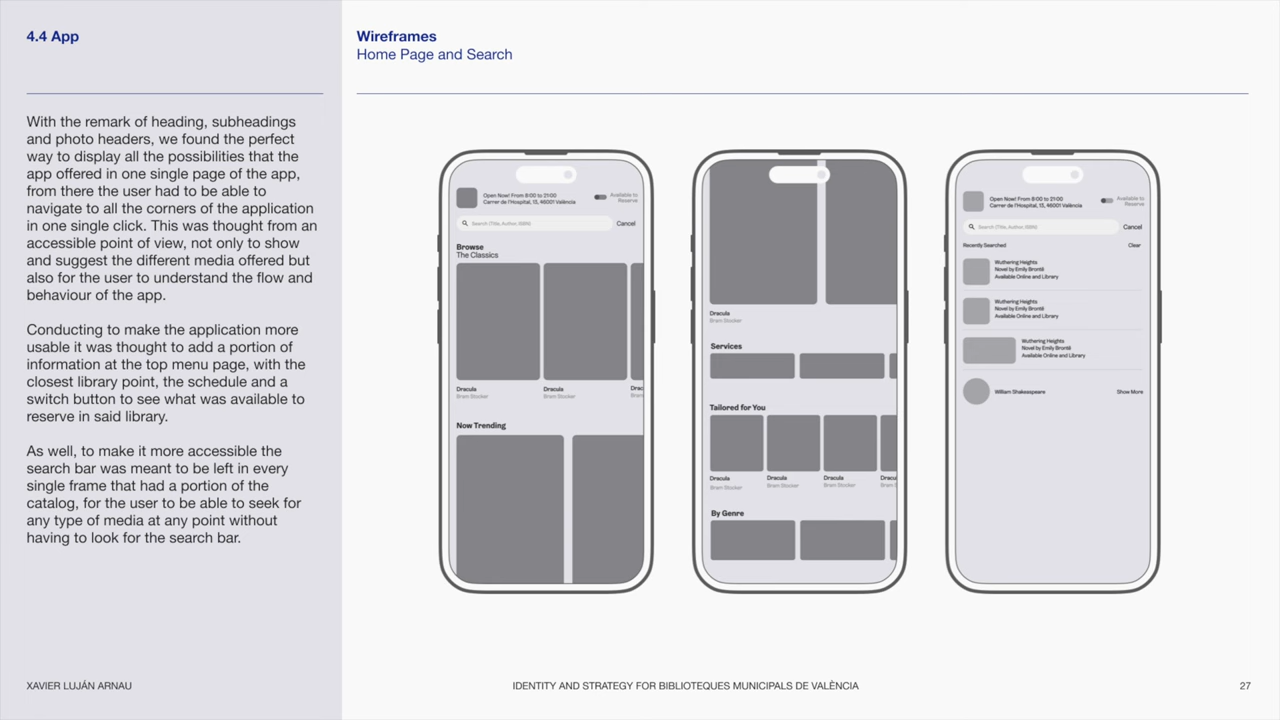 4.4 App
With the remark of heading, subheadings
and photo headers, we found the perfect
way to display all the possibilities that the
app offered in one single page of the app,
from there the user had to be able to
navigate to all the corners of the application
in one single click. This was thought from an
accessible point of view, not only to show
and suggest the different media offered but
also for the user to understand the flow and
behaviour of the app.
Conducting to make the application more
usable it was thought to add a portion of
information at the top menu page, with the
closest library point, the schedule and a
switch button to see what was available to
reserve in said library.
As well, to make it more accessible the
search bar was meant to be left in every
single frame that had a portion of the
catalog, for the user to be able to seek for
any type of media at any point without
having to look for the search bar.
Wireframes
Home Page and Search
Open Now! From 8:00 to 21:00
Carrer de l'Hospital, 13, 46001 València
Available to
Reserve
Search (Title, Author, ISBN)
Cancel
Browse
The Classics
Dracula
Bram Stocker
Dracula
Bram Stocker
Drac
Bram
Now Trending
Dracula
Bram Stocker
Services
Tailored for You
Dracula
Bram Stocker
Dracula
Bram Stocker
Dracula
Bram Stocker
Dracu
Bram S
By Genre
Open Now! From 8:00 to 21:00
Carrer de l'Hospital, 13, 46001 València
Available to
Reserve
Search (Title, Author, ISBN)
Cancel
Recently Searched
Clear
Wuthering Heights
Novel by Emily Brontë
Available Online and Library
Wuthering Heights
Novel by Emily Brontë
Available Online and Library
Wuthering Heights
Novel by Emily Brontë
Available Online and Library
William Shakesspeare
Show More
XAVIER LUJÁN ARNAU
IDENTITY AND STRATEGY FOR BIBLIOTEQUES MUNICIPALS DE VALÈNCIA
27